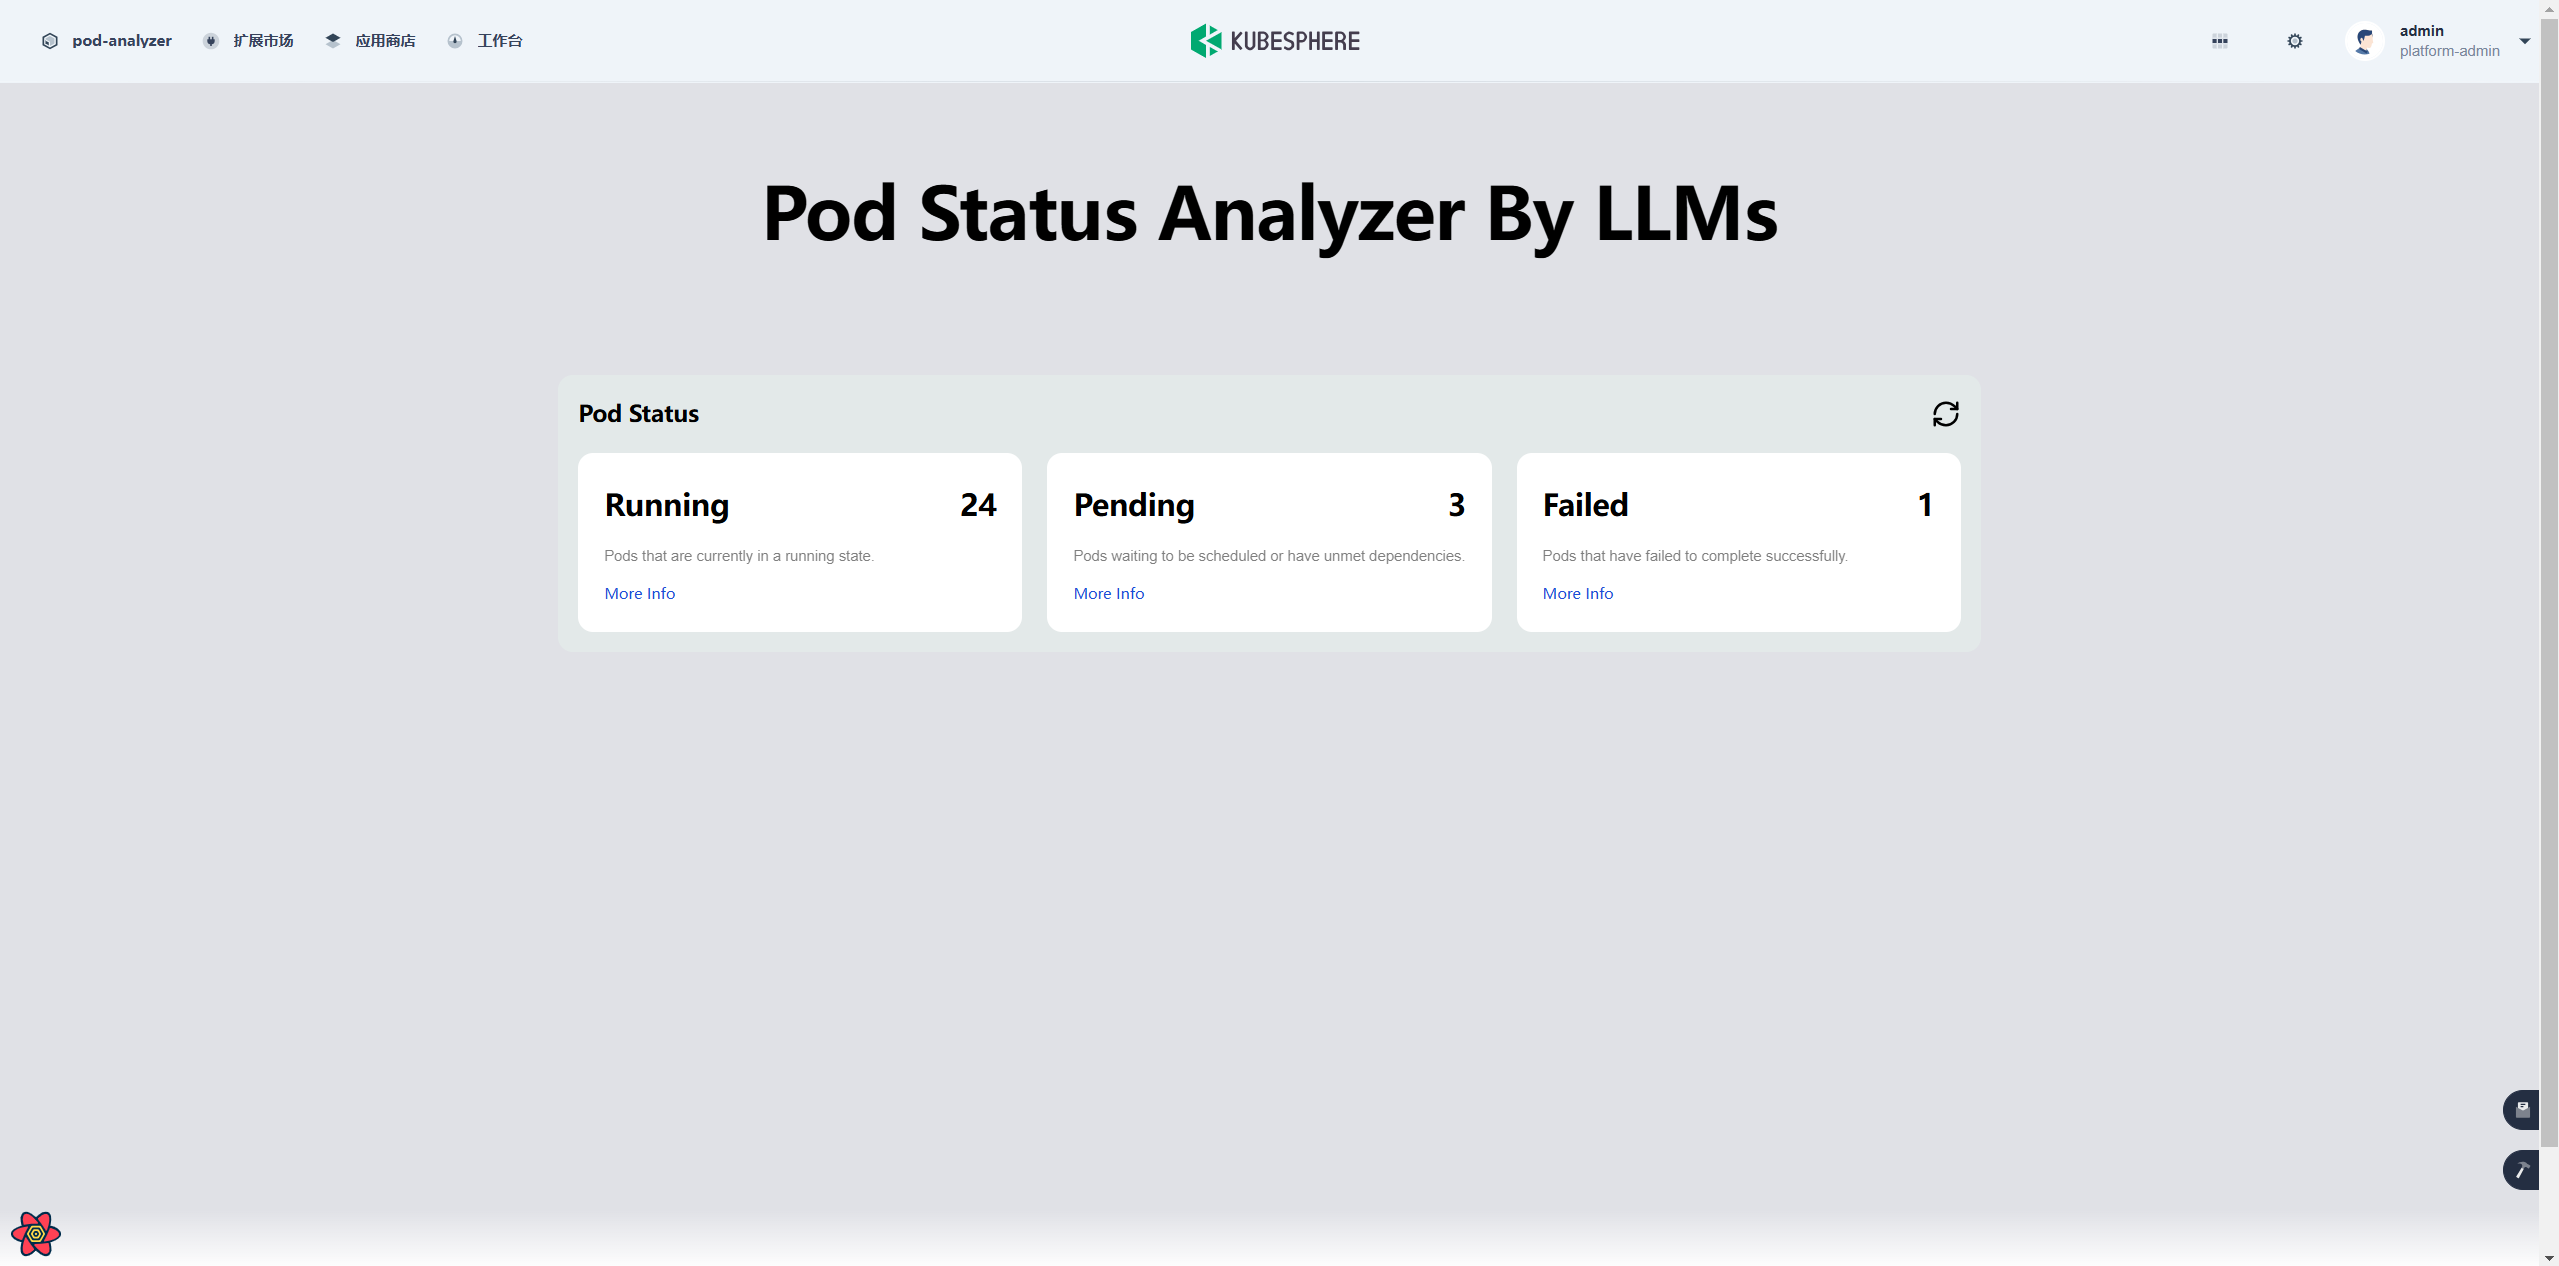 pod-analyzer 扩展市场 应用商店 工作台 KUBESPHERE admin
platform-admin
Pod Status Analyzer By LLMs
Pod Status
Running 24
Pods that are currently in a running state.
More Info
Pending 3
Pods waiting to be scheduled or have unmet dependencies.
More Info
Failed 1
Pods that have failed to complete successfully.
More Info